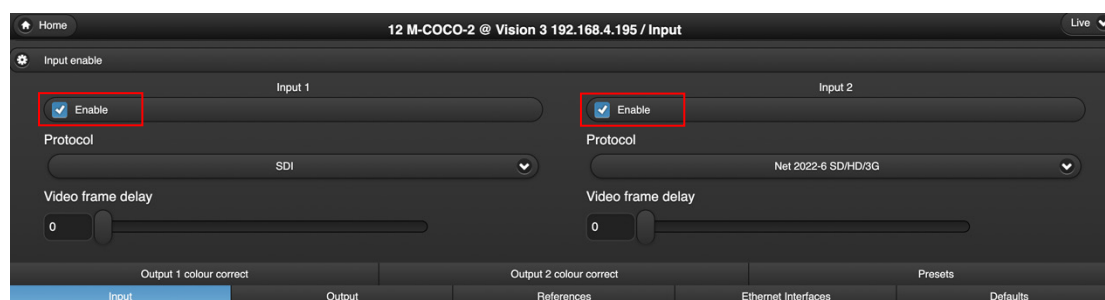 Home
12 M-COCO-2 @ Vision 3 192.168.4.195 / Input
Live
Input enable
Input 1
Input 2
Enable
Enable
Protocol
Protocol
SDI
Net 2022-6 SD/HD/3G
Video frame delay
Video frame delay
0
0
Output 1 colour correct
Output 2 colour correct
Presets
Input
Output
References
Ethernet Interfaces
Defaults